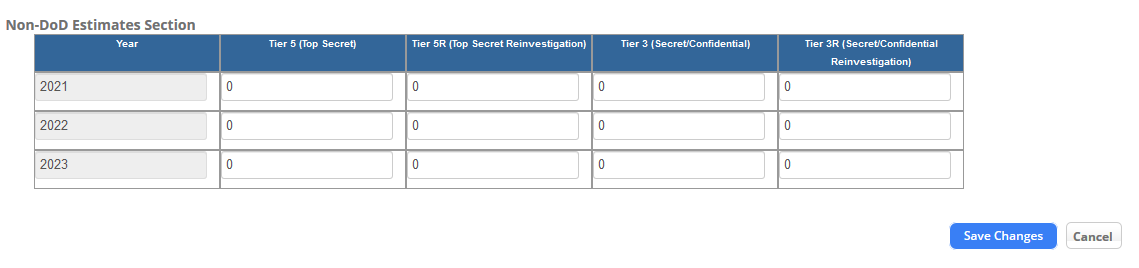 Non-DoD Estimates Section
Year Tier 5 (Top Secret) Tier 5R (Top Secret Reinvestigation) Tier 3 (Secret/Confidential) Tier 3R (Secret/Confidential
Reinvestigation)
2021 0 0 0 0
2022 0 0 0 0
2023 0 0 0 0
Save Changes Cancel